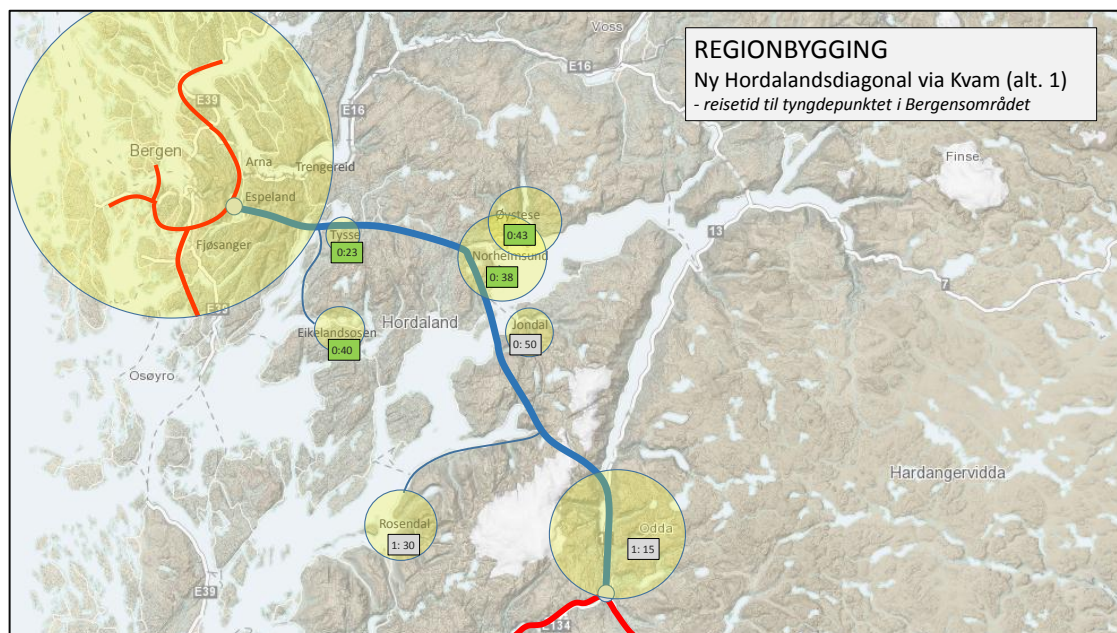 REGIONBYGGING
Ny Hordalandsdiagonal via Kvam (alt. 1)
- reisetid til tyngdepunktet i Bergensområdet
Voss
E16
E39
E16
Bergen
Arna
Trengereid
Finse
Espeland
Øystese
0:43
Fjøsanger
Tysse
0:23
13
Norheimsund
0: 38
7
E39
Hordaland
Jondal
0: 50
Eikelandsosen
0:40
Osøyro
Hardangervidda
Rosendal
1: 30
Odda
1: 15
E39
E134